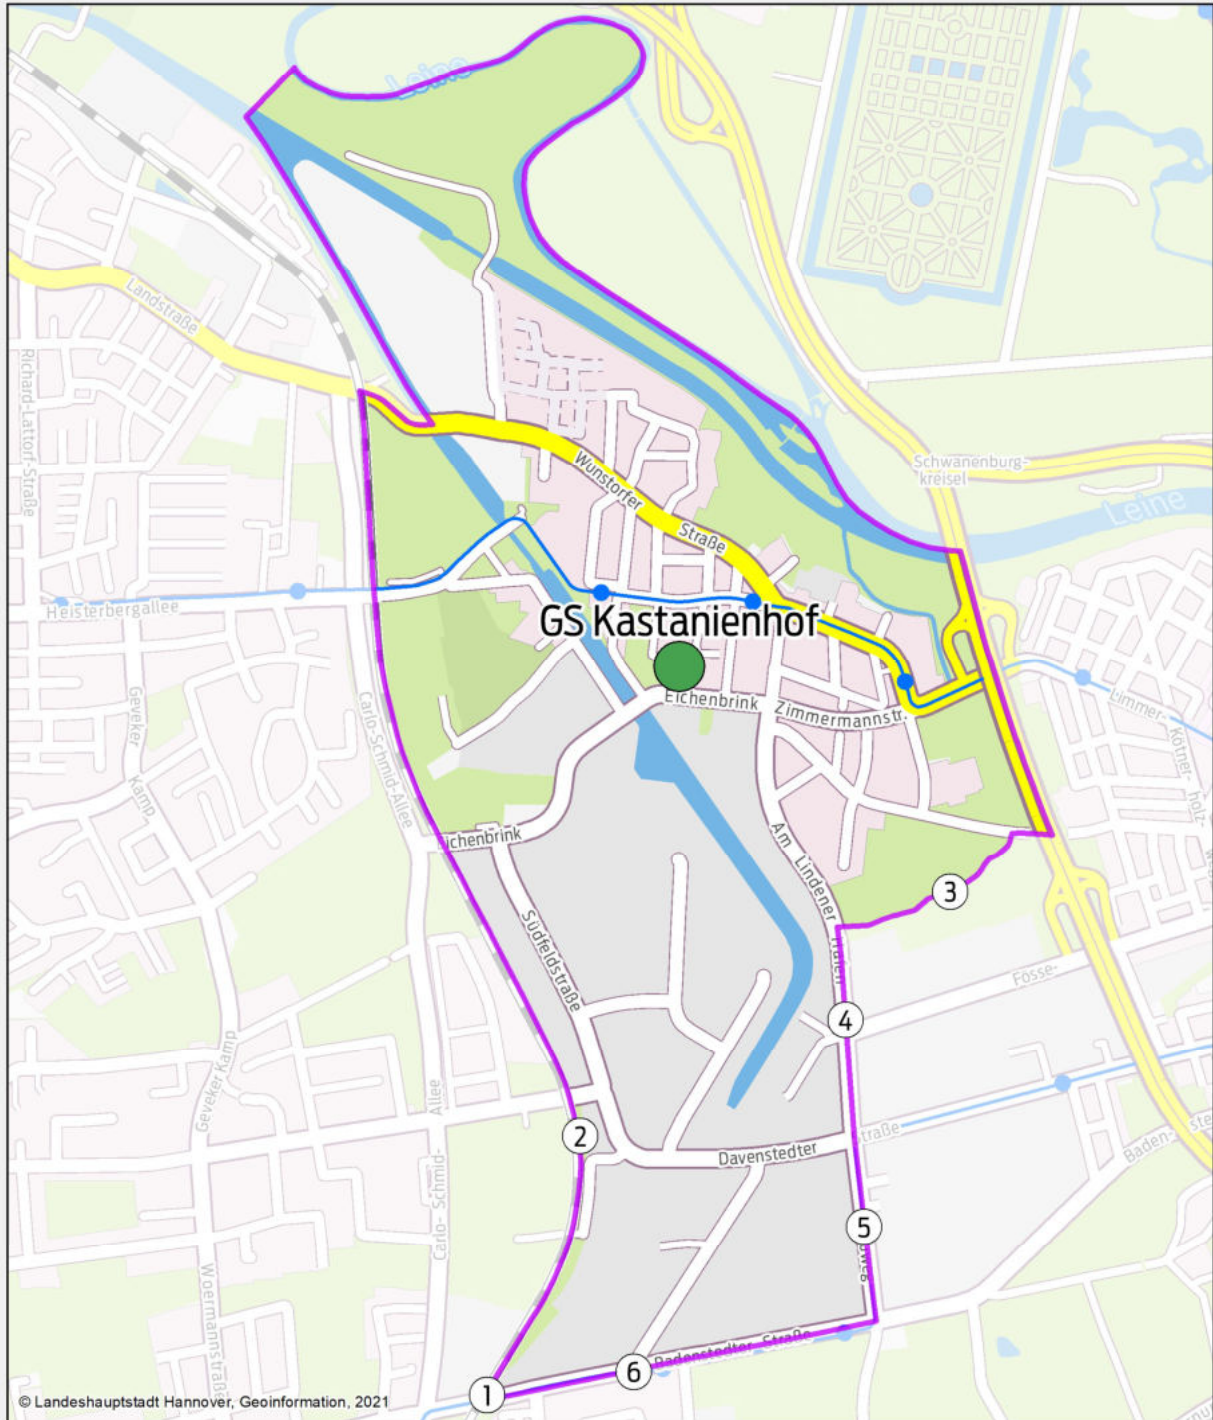 Leine
Landstraße
Richard-Lattorf-Straße
Wunstorfer
Straße
Schwanenburg-
kreisel
Leine
Heisterbergallee
GS Kastanienhof
Eichenbrink
Zimmermannstr.
Limmer-
Kötner-
holz-
Geveker
Kamp
Carlo-Schmid-Allee
Eichenbrink
Am Lindener Hafen
3
Südfeldstraße
Fösse-
4
Geveker Kamp
Carlo- Schmid-
Allee
2
Davenstedter
traße
Baden-
5
Woermannstraße
Badenstedter Straße
6
1
© Landeshauptstadt Hannover, Geoinformation, 2021